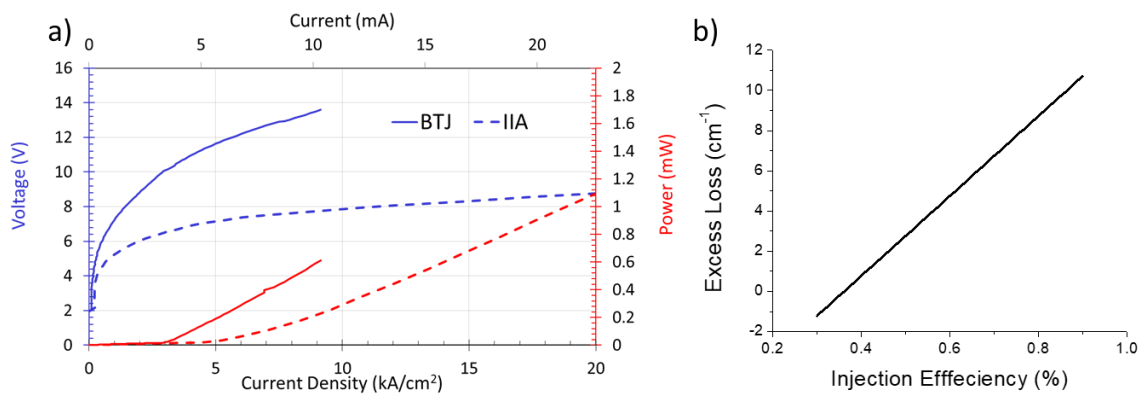 a)
Current (mA)
0 5 10 15 20
16
14
12
10
8
6
4
2
0
Voltage (V)
BTJ
IIA
2
1.8
1.6
1.4
1.2
1
0.8
0.6
0.4
0.2
0
Power (mW)
0 5 10 15 20
Current Density (kA/cm²)
b)
12
10
8
6
4
2
0
-2
Excess Loss (cm⁻¹)
0.2 0.4 0.6 0.8 1.0
Injection Efffeciency (%)